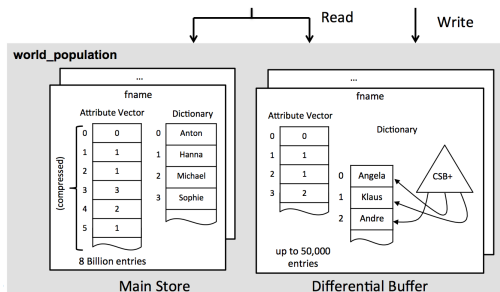 Read
Write
world_population
...
fname
Attribute Vector
Dictionary
(compressed)
0 0
1 1
2 1
3 3
4 2
5 1
0 Anton
1 Hanna
2 Michael
3 Sophie
8 Billion entries
Main Store
...
fname
Attribute Vector
Dictionary
0 0
1 1
2 1
3 2
0 Angela
1 Klaus
2 Andre
CSB+
up to 50,000
entries
Differential Buffer